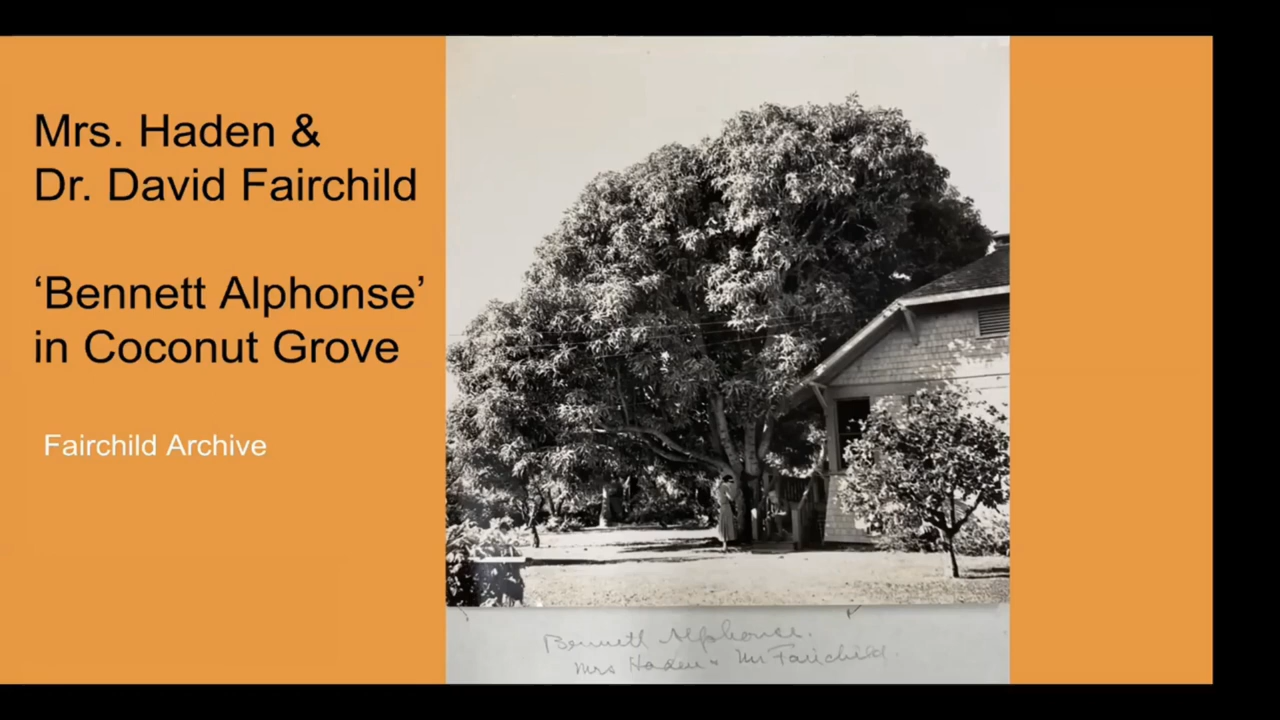 Mrs. Haden &
Dr. David Fairchild
‘Bennett Alphonse’
in Coconut Grove
Fairchild Archive
Bennett Alphonse.
Mrs Haden & Mr Fairchild.